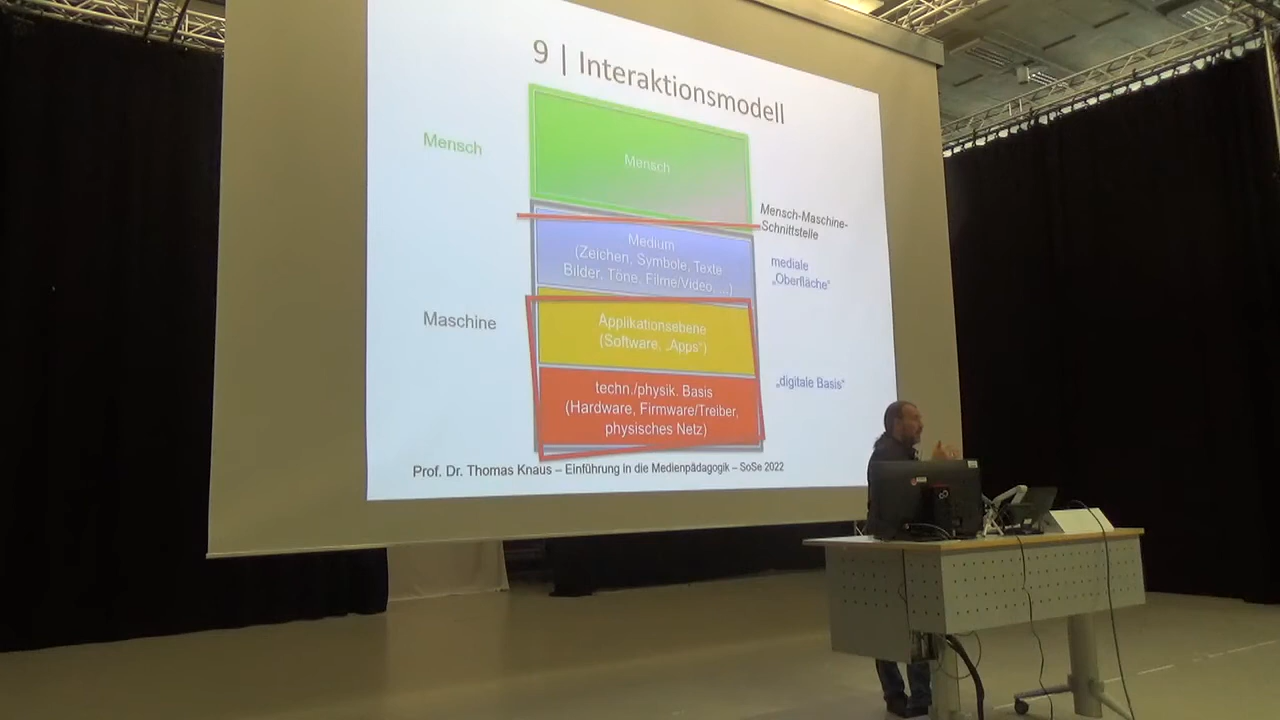 9 | Interaktionsmodell
Mensch
Mensch
Mensch-Maschine-
Schnittstelle
Medium
(Zeichen, Symbole, Texte
Bilder, Töne, Filme/Video, ...)
mediale
„Oberfläche“
Maschine
Applikationsebene
(Software, „Apps“)
techn./physik. Basis
(Hardware, Firmware/Treiber,
physisches Netz)
„digitale Basis“
Prof. Dr. Thomas Knaus – Einführung in die Medienpädagogik – SoSe 2022